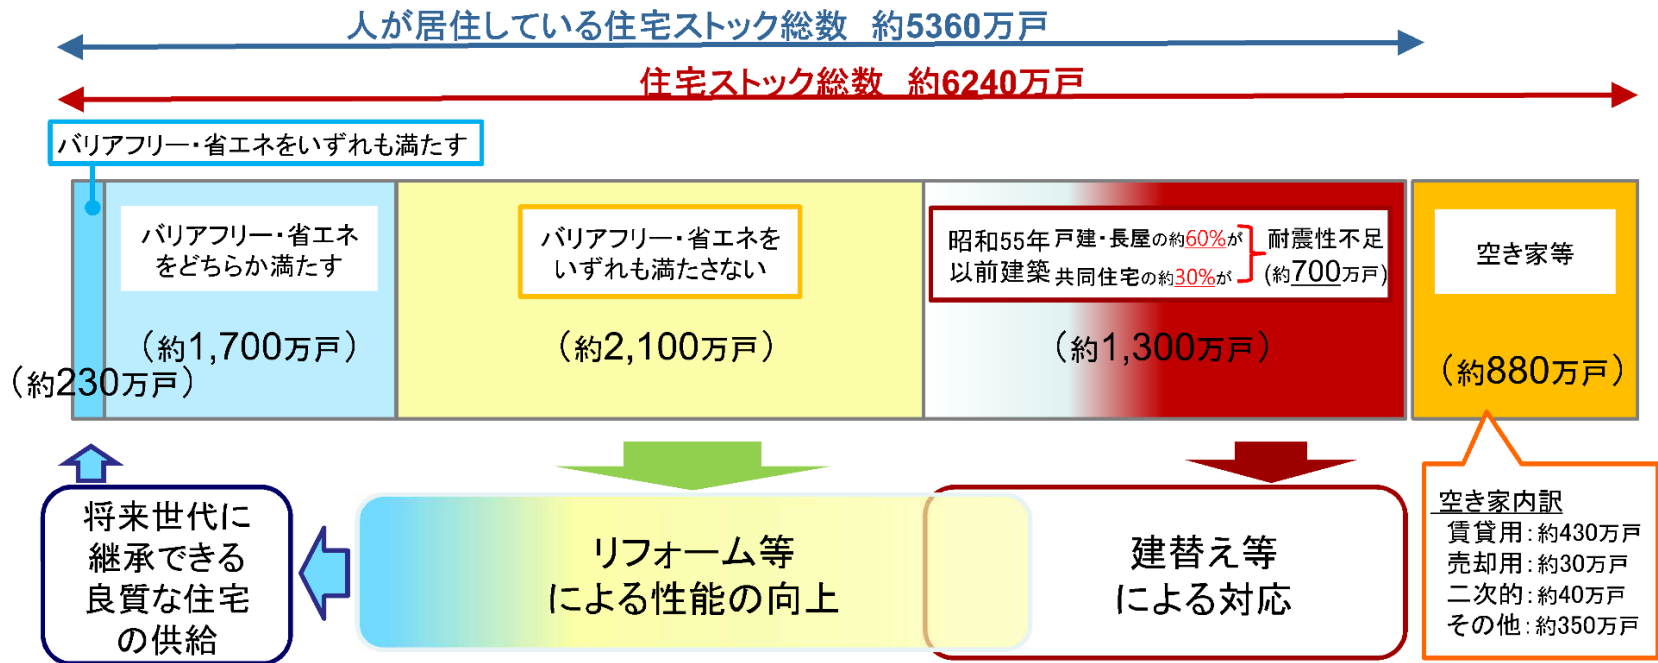 人が居住している住宅ストック総数 約5360万戸
住宅ストック総数 約6240万戸
バリアフリー・省エネをいずれも満たす
バリアフリー・省エネ
をどちらか満たす
(約1,700万戸)
(約230万戸)
バリアフリー・省エネを
いずれも満たさない
(約2,100万戸)
昭和55年
以前建築
戸建・長屋の約60%が
共同住宅の約30%が
耐震性不足
(約700万戸)
(約1,300万戸)
空き家等
(約880万戸)
将来世代に
継承できる
良質な住宅
の供給
リフォーム等
による性能の向上
建替え等
による対応
空き家内訳
賃貸用:約430万戸
売却用:約30万戸
二次的:約40万戸
その他:約350万戸